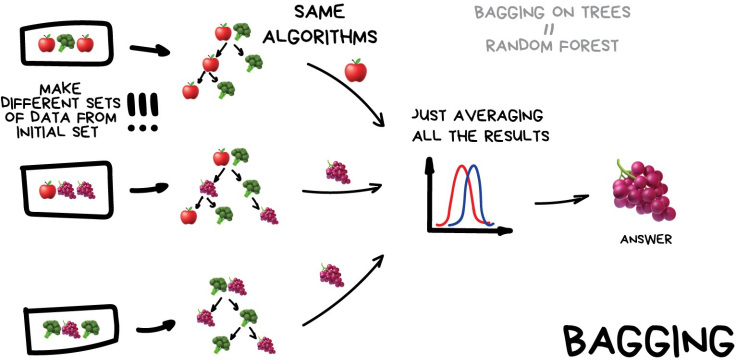 SAME
ALGORITHMS
BAGGING ON TREES
=
RANDOM FOREST
MAKE
DIFFERENT SETS
OF DATA FROM
INITIAL SET
!!!
JUST AVERAGING
ALL THE RESULTS
ANSWER
BAGGING